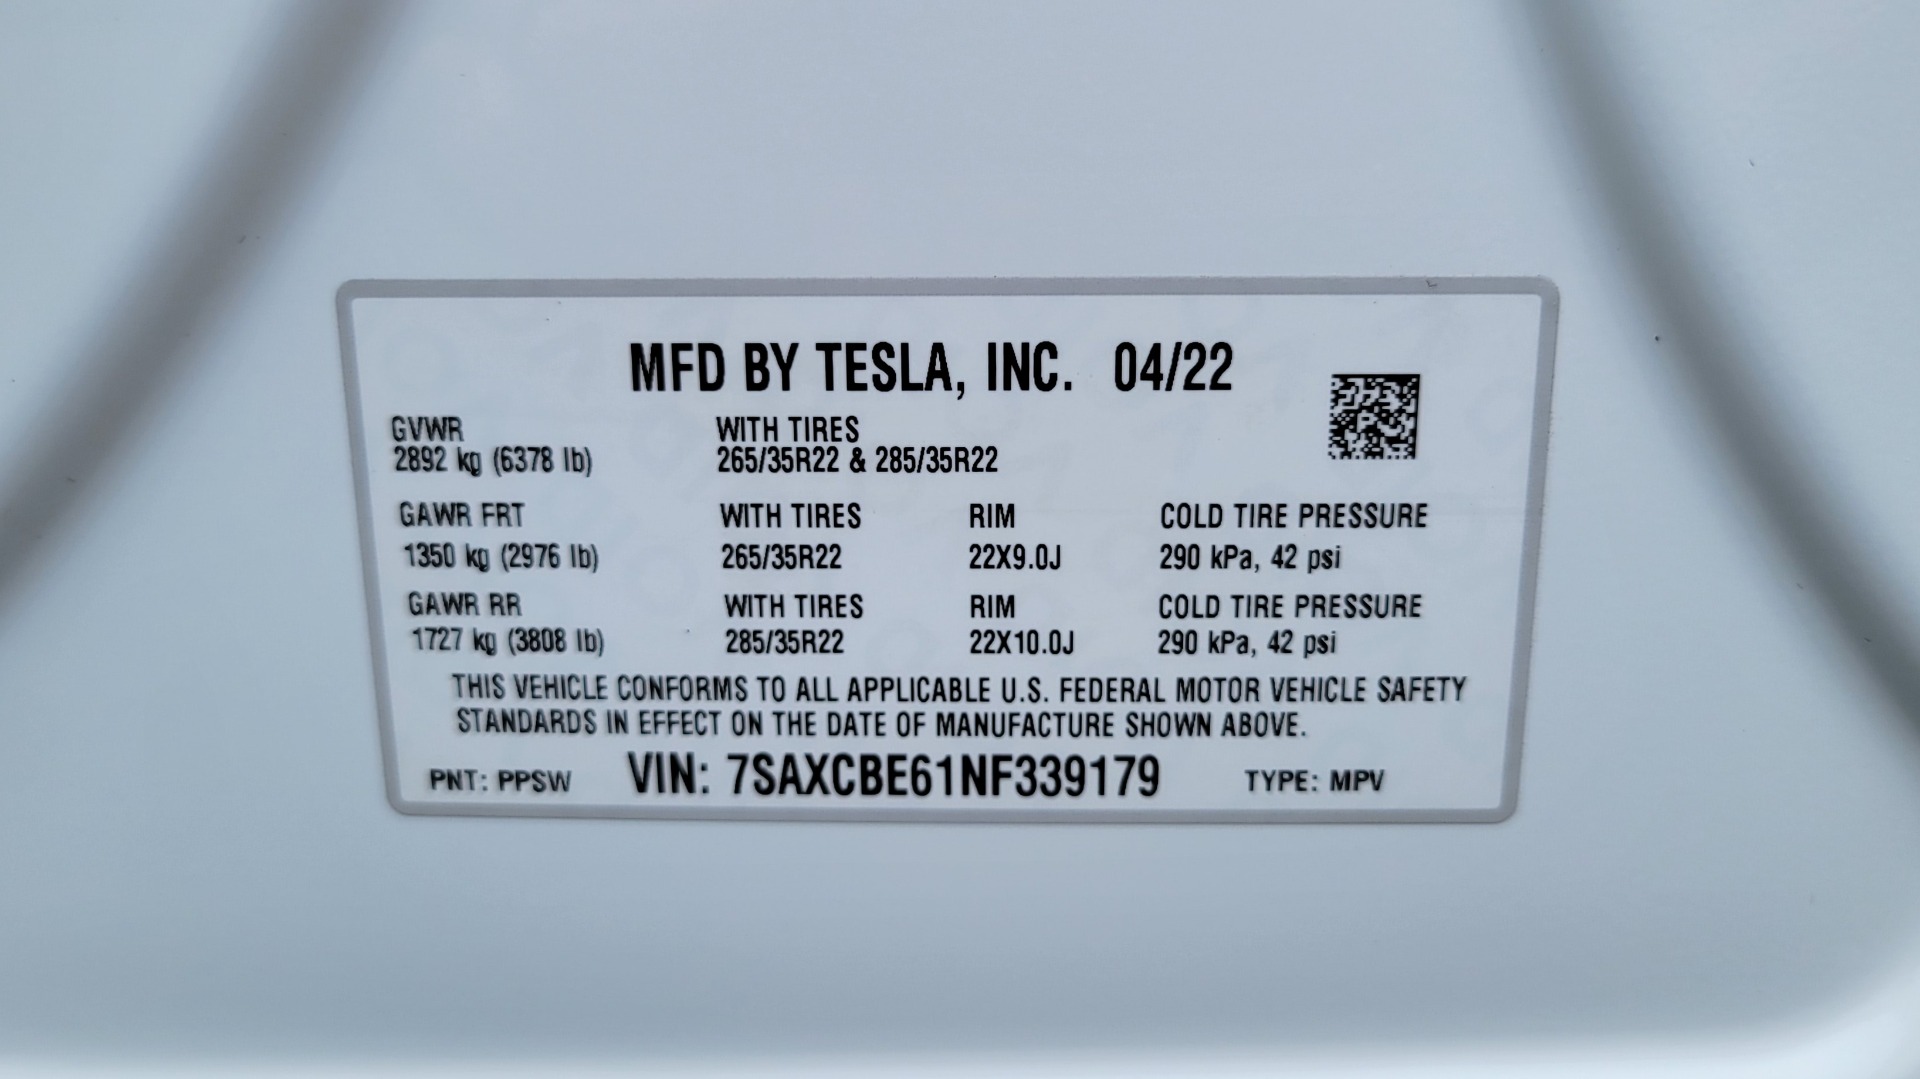 MFD BY TESLA, INC. 04/22
GVWR WITH TIRES
2892 kg (6378 lb) 265/35R22 & 285/35R22
GAWR FRT WITH TIRES RIM COLD TIRE PRESSURE
1350 kg (2976 lb) 265/35R22 22X9.0J 290 kPa, 42 psi
GAWR RR WITH TIRES RIM COLD TIRE PRESSURE
1727 kg (3808 lb) 285/35R22 22X10.0J 290 kPa, 42 psi
THIS VEHICLE CONFORMS TO ALL APPLICABLE U.S. FEDERAL MOTOR VEHICLE SAFETY
STANDARDS IN EFFECT ON THE DATE OF MANUFACTURE SHOWN ABOVE.
PNT: PPSW VIN: 7SAXCBE61NF339179 TYPE: MPV